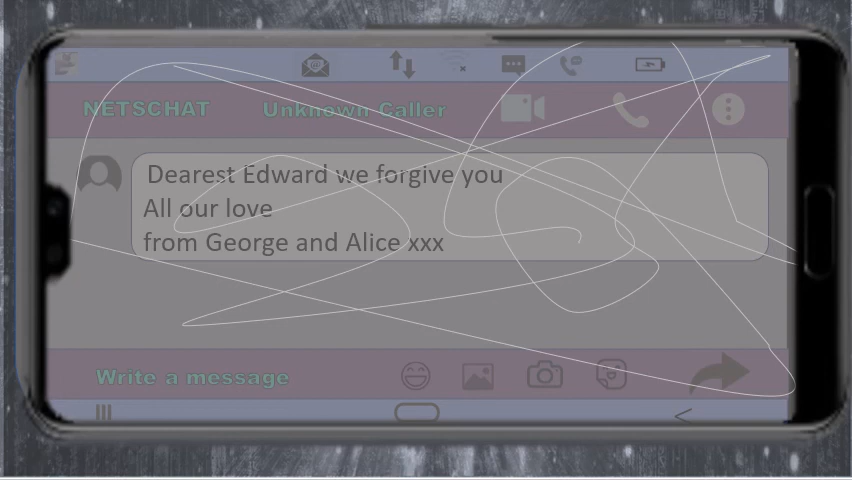 NETSCHAT Unknown Caller
Dearest Edward we forgive you
All our love
from George and Alice xxx
Write a message